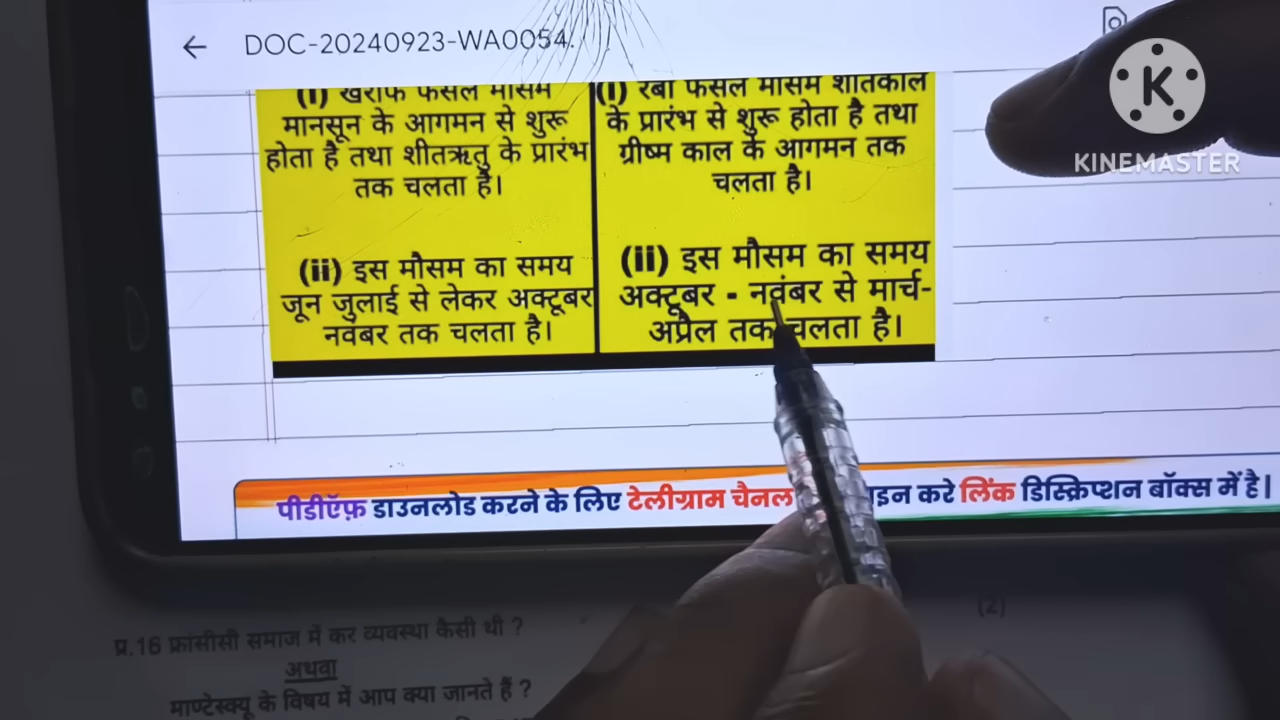 DOC-20240923-WA0054.
KINEMASTER
(i) खरीफ फसल मौसम
मानसून के आगमन से शुरू
होता है तथा शीतऋतु के प्रारंभ
तक चलता है।
(ii) इस मौसम का समय
जून जुलाई से लेकर अक्टूबर
नवंबर तक चलता है।
(i) रबी फसल मौसम शीतकाल
के प्रारंभ से शुरू होता है तथा
ग्रीष्म काल के आगमन तक
चलता है।
(ii) इस मौसम का समय
अक्टूबर - नवंबर से मार्च-
अप्रैल तक चलता है।
पीडीऍफ़ डाउनलोड करने के लिए टेलीग्राम चैनल करे लिंक डिस्क्रिप्शन बॉक्स में है|
(2)
प्र.16 फ्रांसीसी समाज में कर व्यवस्था कैसी थी ?
अथवा
माण्टेस्क्यू के विषय में आप क्या जानते हैं ?